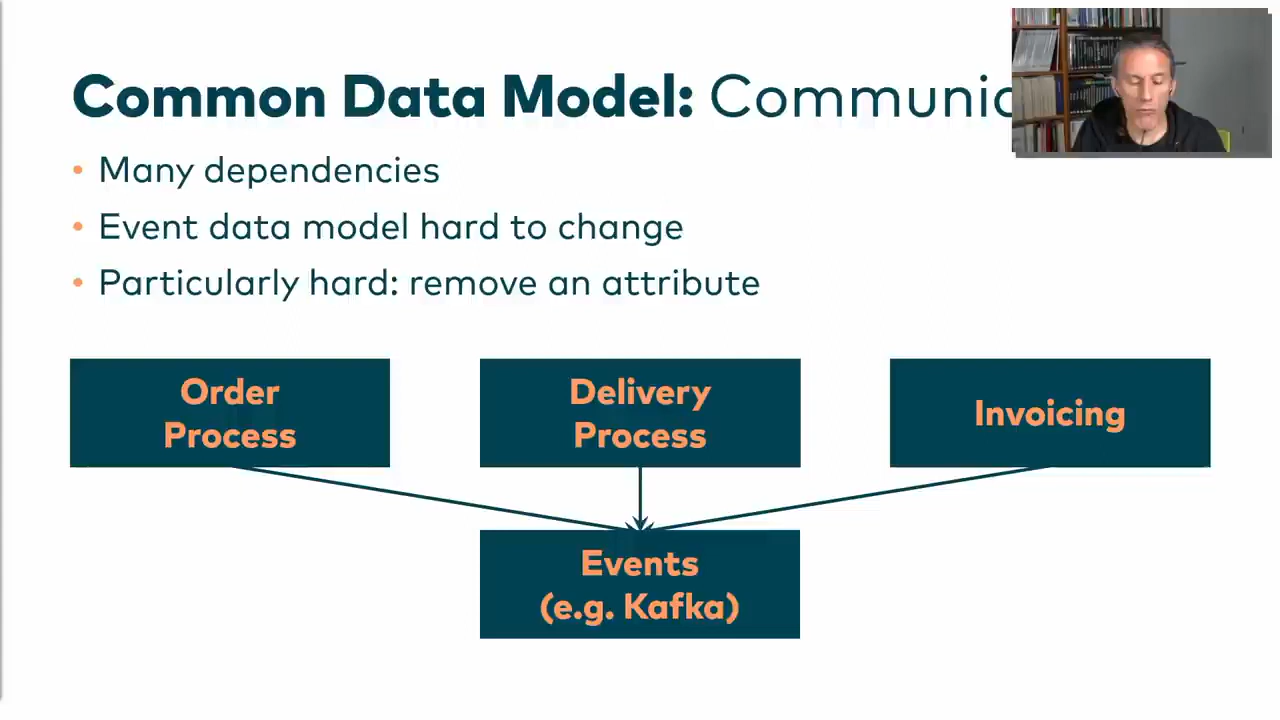 Common Data Model: Communic
• Many dependencies
• Event data model hard to change
• Particularly hard: remove an attribute
Order
Process
Delivery
Process
Invoicing
Events
(e.g. Kafka)